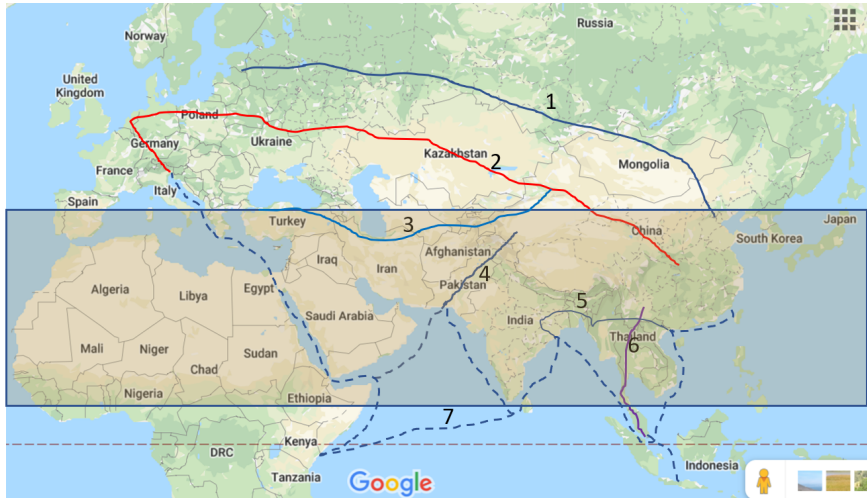 Norway
Russia
United
Kingdom
1
Poland
Germany
Ukraine
Kazakhstan
2
Mongolia
France
Italy
Spain
Turkey
3
China
Japan
South Korea
Iraq
Iran
Afghanistan
4
Algeria
Libya
Egypt
Pakistan
5
Saudi Arabia
India
Thailand
6
Mali
Niger
Chad
Sudan
Nigeria
Ethiopia
7
Kenya
DRC
Indonesia
Tanzania
Google